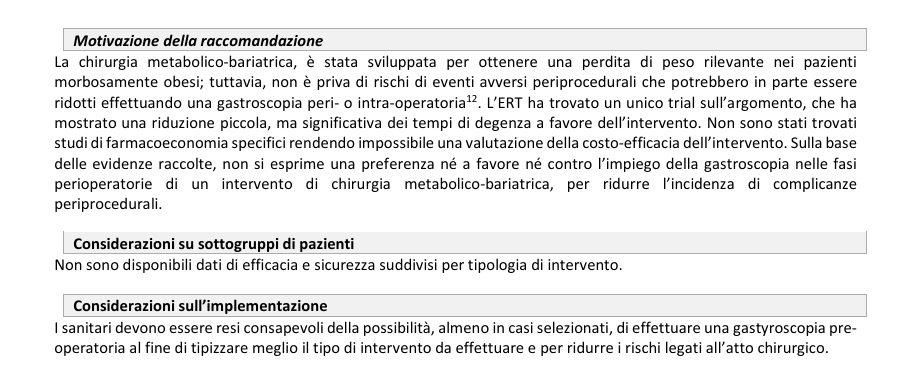 Motivazione della raccomandazione
La chirurgia metabolico-bariatrica, è stata sviluppata per ottenere una perdita di peso rilevante nei pazienti
morbosamente obesi; tuttavia, non è priva di rischi di eventi avversi periprocedurali che potrebbero in parte essere
ridotti effettuando una gastroscopia peri- o intra-operatoria¹². L’ERT ha trovato un unico trial sull’argomento, che ha
mostrato una riduzione piccola, ma significativa dei tempi di degenza a favore dell’intervento. Non sono stati trovati
studi di farmacoeconomia specifici rendendo impossibile una valutazione della costo-efficacia dell’intervento. Sulla base
delle evidenze raccolte, non si esprime una preferenza né a favore né contro l’impiego della gastroscopia nelle fasi
perioperatorie di un intervento di chirurgia metabolico-bariatrica, per ridurre l’incidenza di complicanze
periprocedurali.
Considerazioni su sottogruppi di pazienti
Non sono disponibili dati di efficacia e sicurezza suddivisi per tipologia di intervento.
Considerazioni sull’implementazione
I sanitari devono essere resi consapevoli della possibilità, almeno in casi selezionati, di effettuare una gastyroscopia pre-
operatoria al fine di tipizzare meglio il tipo di intervento da effettuare e per ridurre i rischi legati all’atto chirurgico.